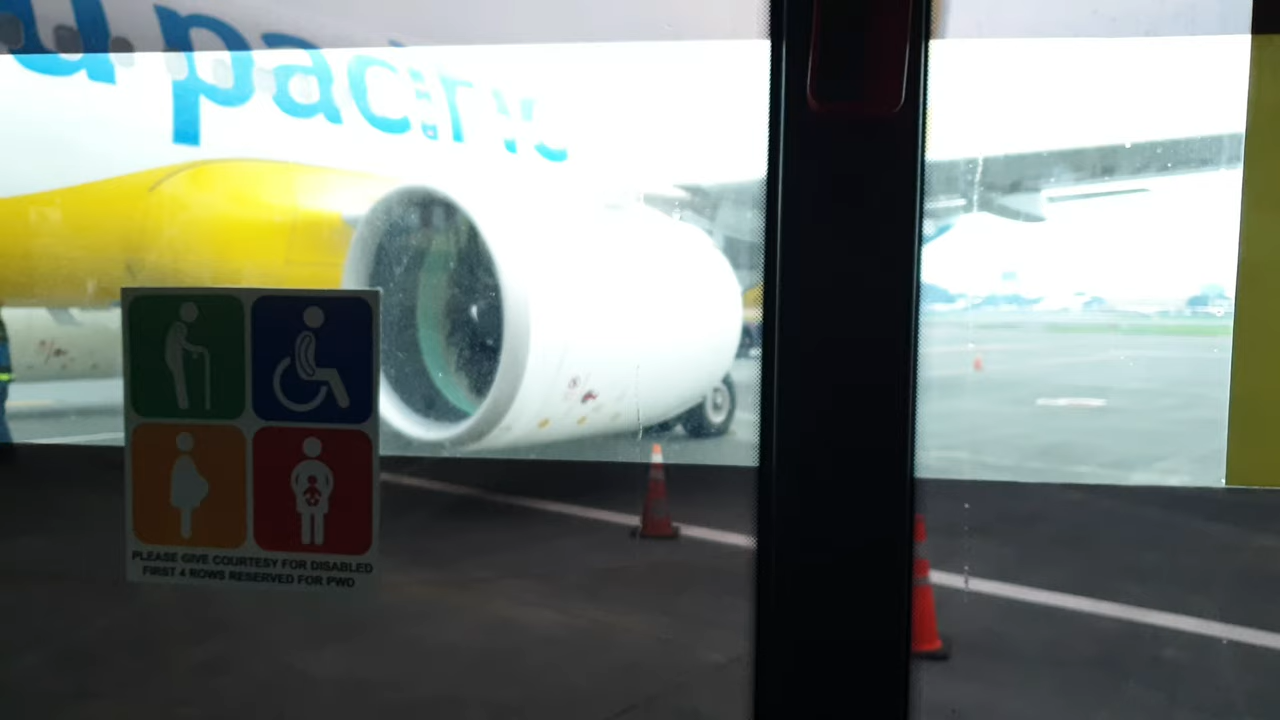 u pacific
PLEASE GIVE COURTESY FOR DISABLED
FIRST 4 ROWS RESERVED FOR PWD